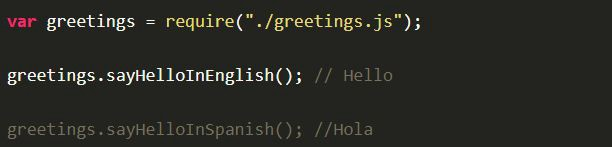 var greetings = require("./greetings.js");
greetings.sayHelloInEnglish(); // Hello
greetings.sayHelloInSpanish(); //Hola